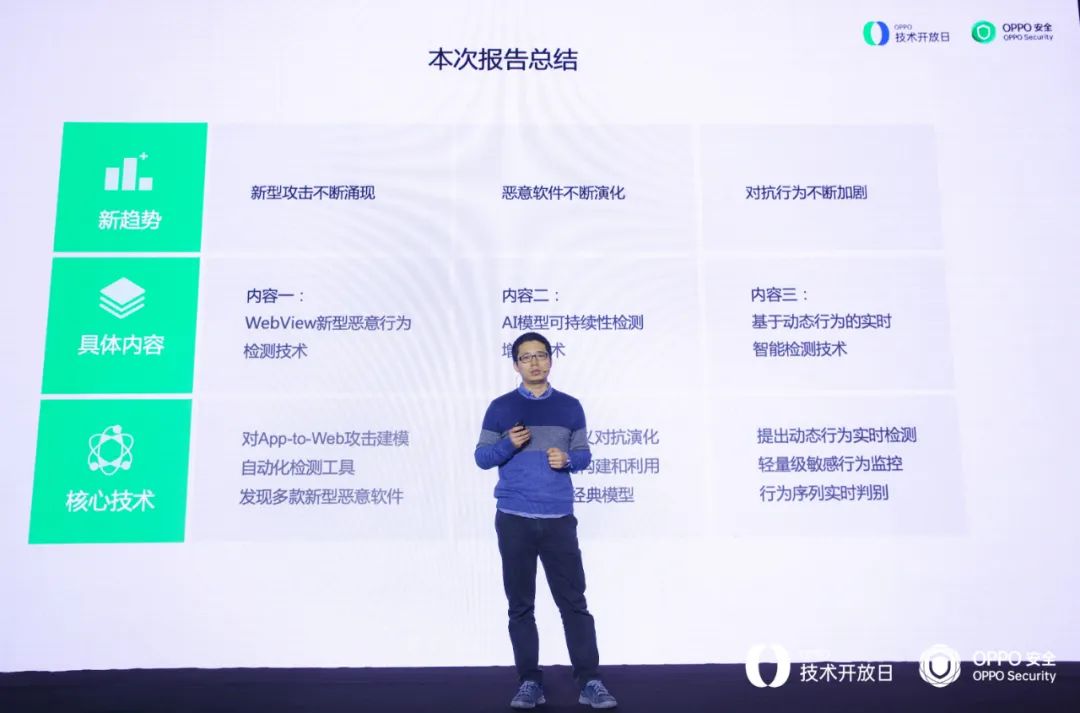 OPPO
技术开放日
OPPO 安全
OPPO Security
本次报告总结
新趋势
新型攻击不断涌现
恶意软件不断演化
对抗行为不断加剧
具体内容
内容一：
WebView新型恶意行为
检测技术
内容二：
AI模型可持续性检测
增 术
内容三：
基于动态行为的实时
智能检测技术
核心技术
对App-to-Web攻击建模
自动化检测工具
发现多款新型恶意软件
对抗演化
构建和利用
经典模型
提出动态行为实时检测
轻量级敏感行为监控
行为序列实时判别
技术开放日
OPPO 安全
OPPO Security